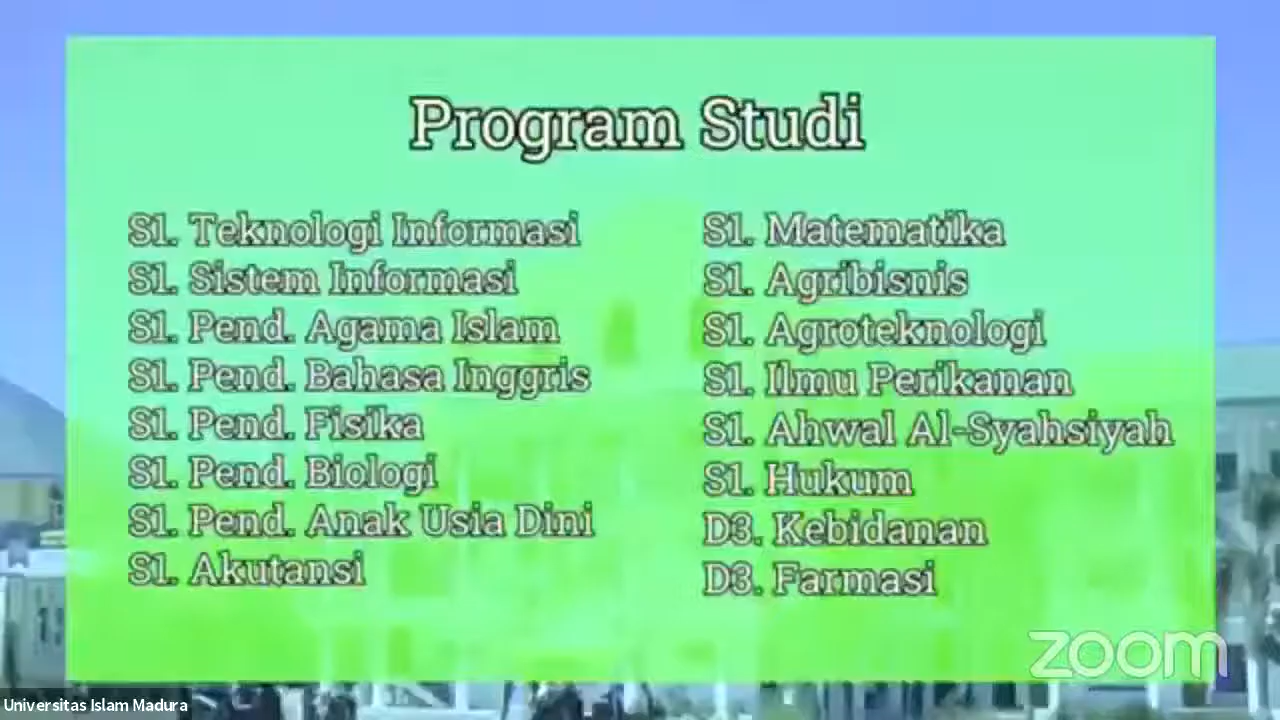 Program Studi
S1. Teknologi Informasi
S1. Sistem Informasi
S1. Pend. Agama Islam
S1. Pend. Bahasa Inggris
S1. Pend. Fisika
S1. Pend. Biologi
S1. Pend. Anak Usia Dini
S1. Akutansi
S1. Matematika
S1. Agribisnis
S1. Agroteknologi
S1. Ilmu Perikanan
S1. Ahwal Al-Syahsiyah
S1. Hukum
D3. Kebidanan
D3. Farmasi
zoom
Universitas Islam Madura